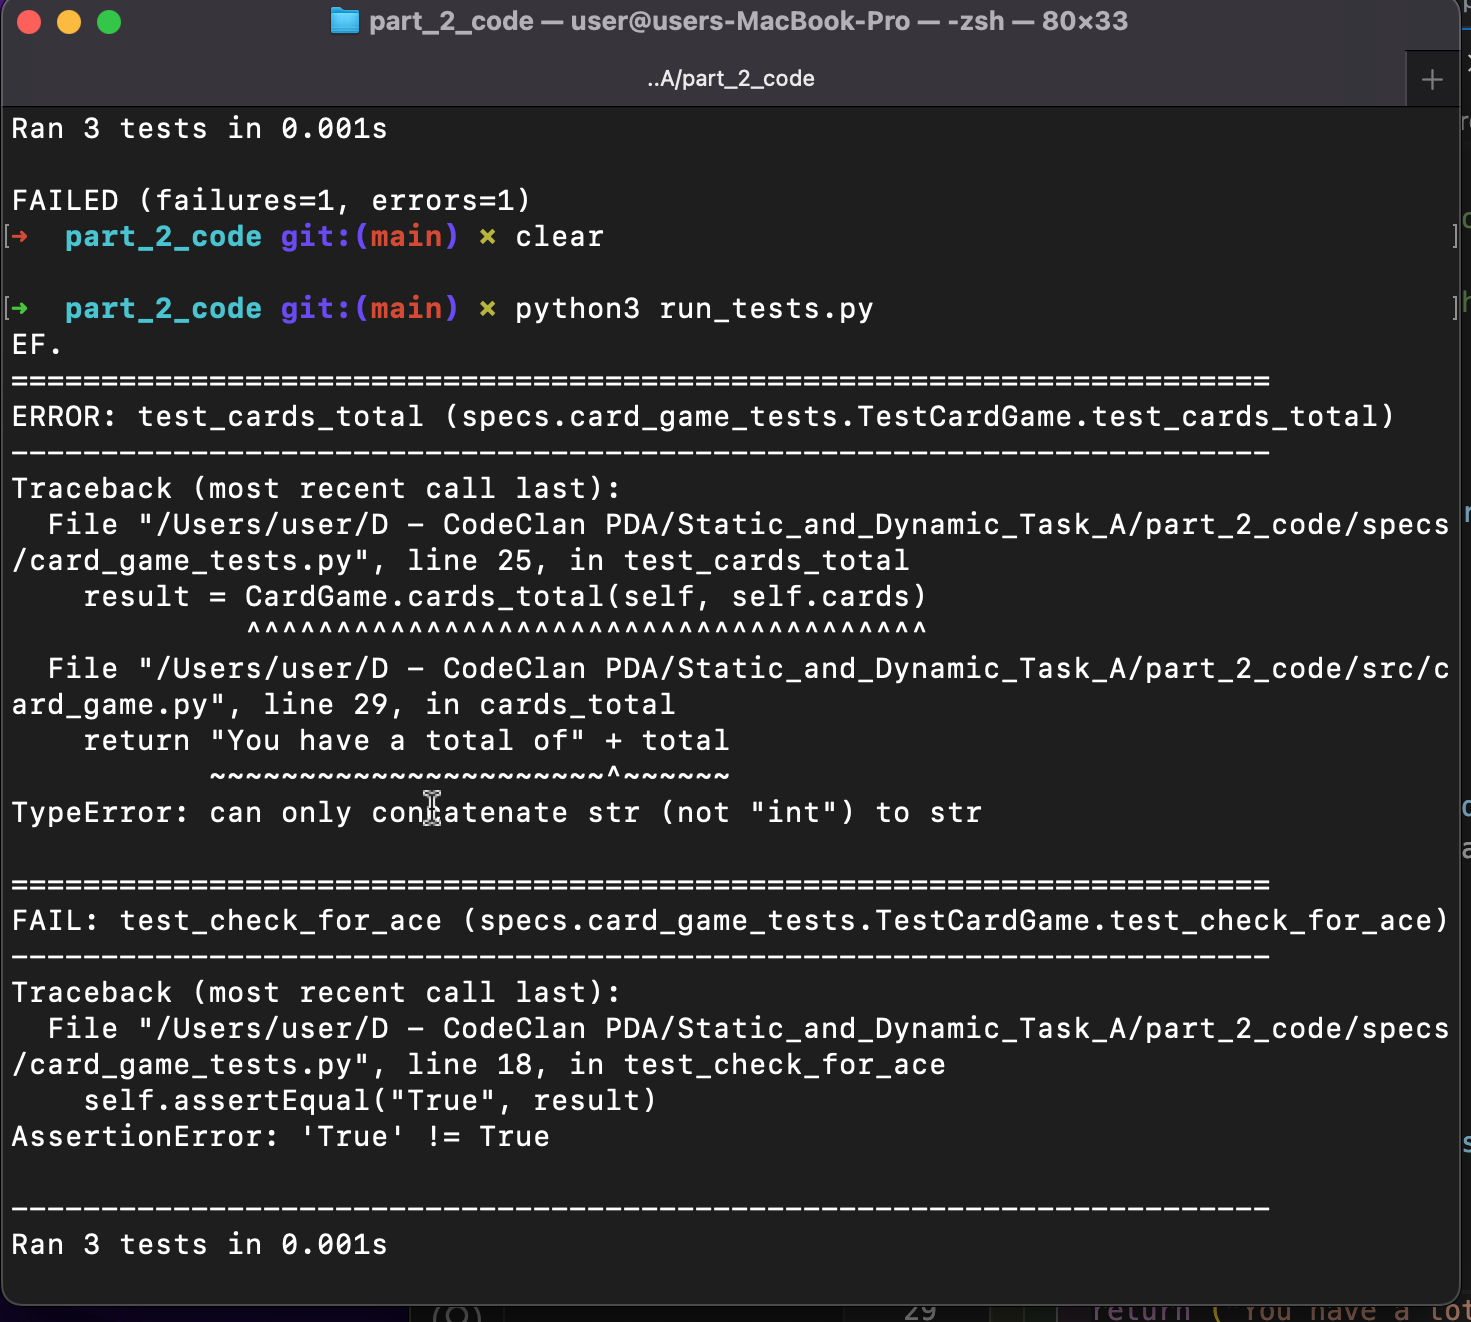 part_2_code — user@users-MacBook-Pro — -zsh — 80×33
..A/part_2_code
Ran 3 tests in 0.001s
FAILED (failures=1, errors=1)
[➜  part_2_code git:(main) × clear ]
[➜  part_2_code git:(main) × python3 run_tests.py ]
EF.
======================================================================
ERROR: test_cards_total (specs.card_game_tests.TestCardGame.test_cards_total)
----------------------------------------------------------------------
Traceback (most recent call last):
  File "/Users/user/D - CodeClan PDA/Static_and_Dynamic_Task_A/part_2_code/specs
/card_game_tests.py", line 25, in test_cards_total
    result = CardGame.cards_total(self, self.cards)
             ^^^^^^^^^^^^^^^^^^^^^^^^^^^^^^^^^^^^^^
  File "/Users/user/D - CodeClan PDA/Static_and_Dynamic_Task_A/part_2_code/src/c
ard_game.py", line 29, in cards_total
    return "You have a total of" + total
           ~~~~~~~~~~~~~~~~~~~~~~^~~~~~~
TypeError: can only concatenate str (not "int") to str
======================================================================
FAIL: test_check_for_ace (specs.card_game_tests.TestCardGame.test_check_for_ace)
----------------------------------------------------------------------
Traceback (most recent call last):
  File "/Users/user/D - CodeClan PDA/Static_and_Dynamic_Task_A/part_2_code/specs
/card_game_tests.py", line 18, in test_check_for_ace
    self.assertEqual("True", result)
AssertionError: 'True' != True
----------------------------------------------------------------------
Ran 3 tests in 0.001s
29 return ("You have a tot